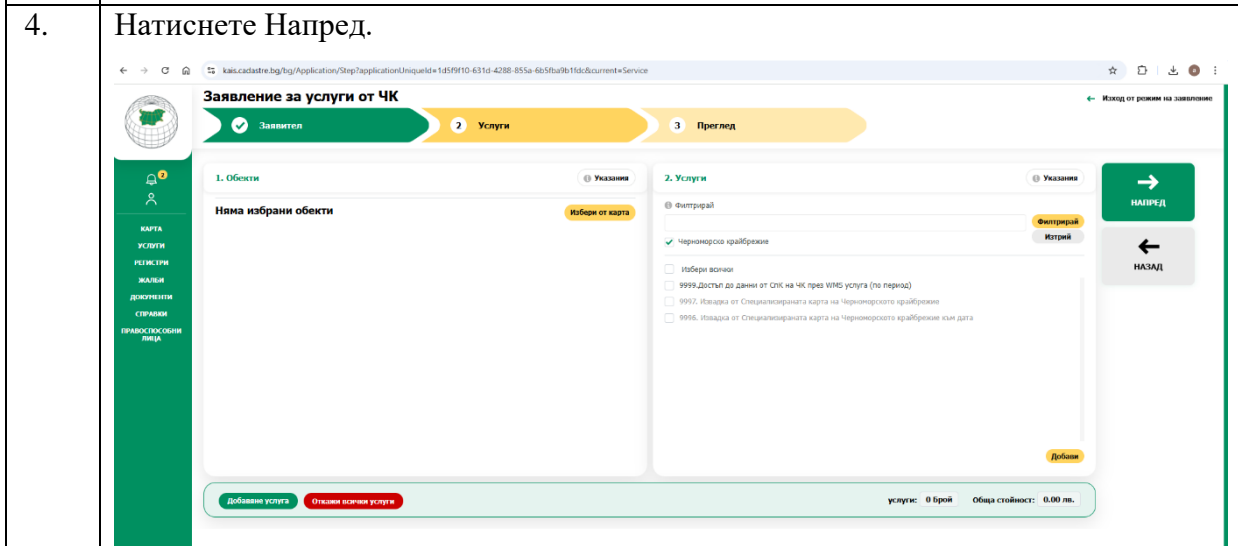 4. Натиснете Напред.
kais.cadastre.bg/bg/Application/Step?applicationUniqueId=1d5f9f10-631d-4288-855a-6b5fba9b1fdc&current=Service
Заявление за услуги от ЧК
Изход от режим на заявление
Заявител
2 Услуги
3 Преглед
2
КАРТА
УСЛУГИ
РЕГИСТРИ
ЖАЛБИ
ДОКУМЕНТИ
СПРАВКИ
ПРАВОСПОСОБНИ
ЛИЦА
1. Обекти
Указания
Няма избрани обекти
Избери от карта
2. Услуги
Указания
Филтрирай
Филтрирай
Изтрий
Черноморско крайбрежие
Избери всички
9999.Достъп до данни от СпК на ЧК през WMS услуга (по период)
9997. Извадка от Специализираната карта на Черноморското крайбрежие
9996. Извадка от Специализираната карта на Черноморското крайбрежие към дата
Добави
НАПРЕД
НАЗАД
Добавяне услуга
Откажи всички услуги
услуги: 0 Брой
Обща стойност: 0.00 лв.